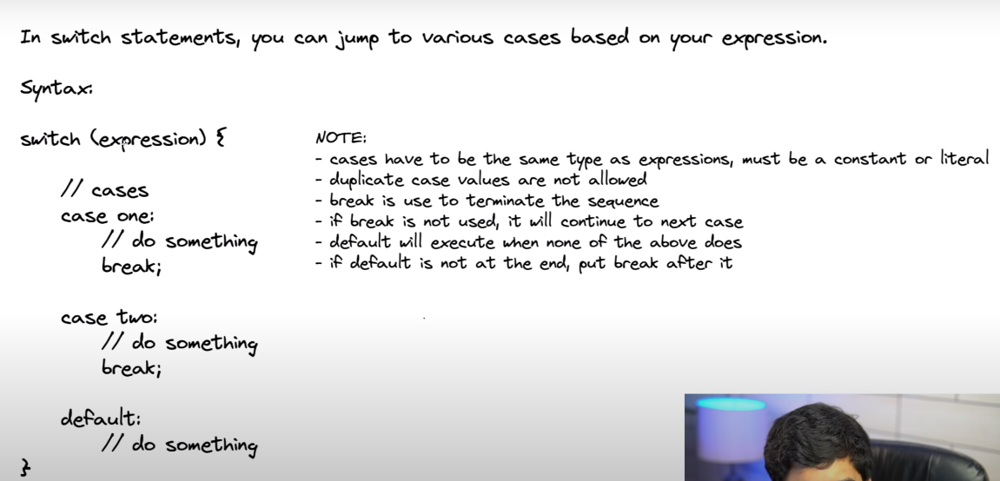 In switch statements, you can jump to various cases based on your expression.
Syntax:
switch (expression) {
// cases
case one:
// do something
break;
case two:
// do something
break;
default:
// do something
}
NOTE:
- cases have to be the same type as expressions, must be a constant or literal
- duplicate case values are not allowed
- break is use to terminate the sequence
- if break is not used, it will continue to next case
- default will execute when none of the above does
- if default is not at the end, put break after it